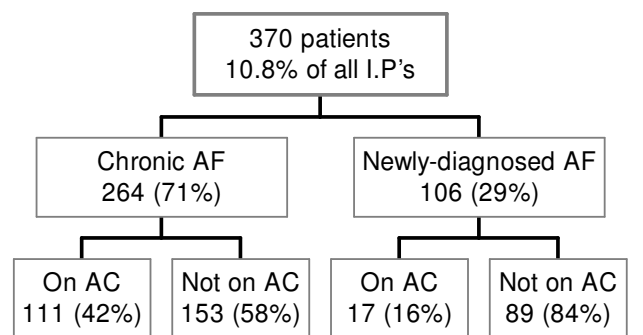 370 patients
10.8% of all I.P's
Chronic AF
264 (71%)
Newly-diagnosed AF
106 (29%)
On AC
111 (42%)
Not on AC
153 (58%)
On AC
17 (16%)
Not on AC
89 (84%)